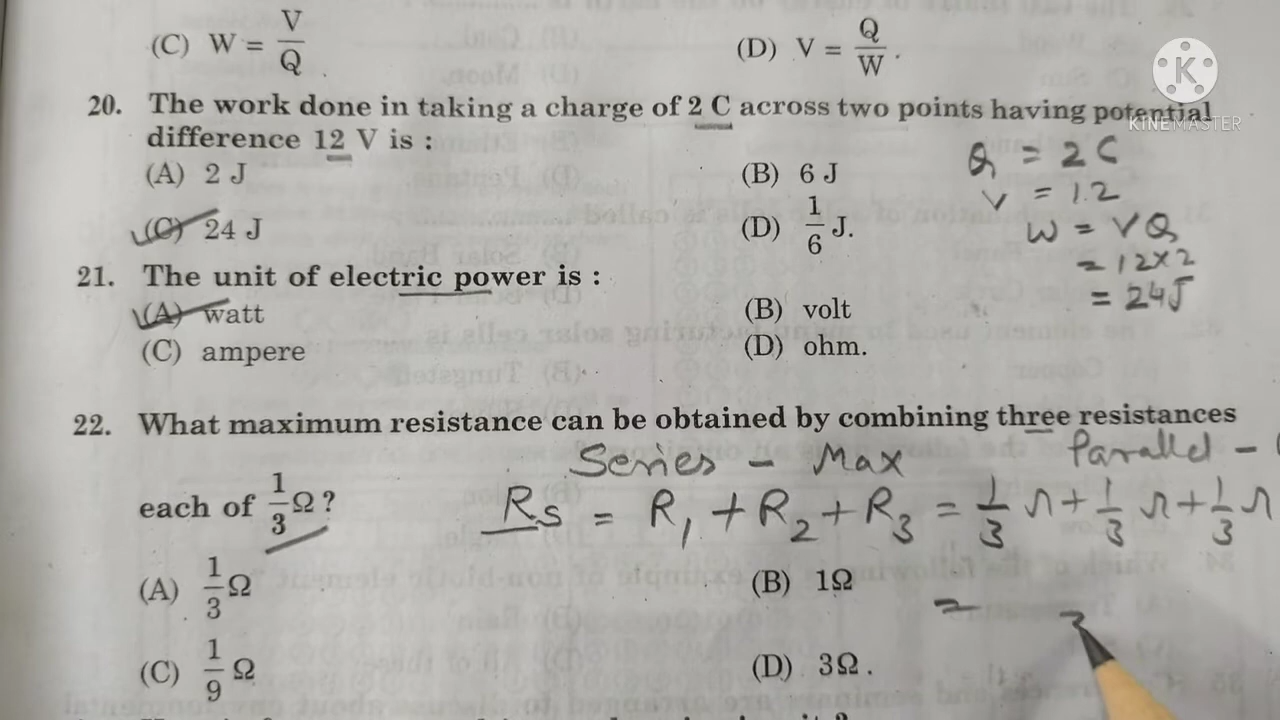 (C) W = V/Q
(D) V = Q/W.
K
KINEMASTER
20. The work done in taking a charge of 2 C across two points having potential
difference 12 V is :
(A) 2 J
(B) 6 J
(C) 24 J
(D) 1/6 J.
Q = 2C
V = 12
W = VQ
= 12×2
= 24J
21. The unit of electric power is :
(A) watt
(B) volt
(C) ampere
(D) ohm.
22. What maximum resistance can be obtained by combining three resistances
Series - Max
Parallel -
each of 1/3 Ω ?
Rs = R1 + R2 + R3 = 1/3 Ω + 1/3 Ω + 1/3 Ω
=
(A) 1/3 Ω
(B) 1Ω
(C) 1/9 Ω
(D) 3Ω.